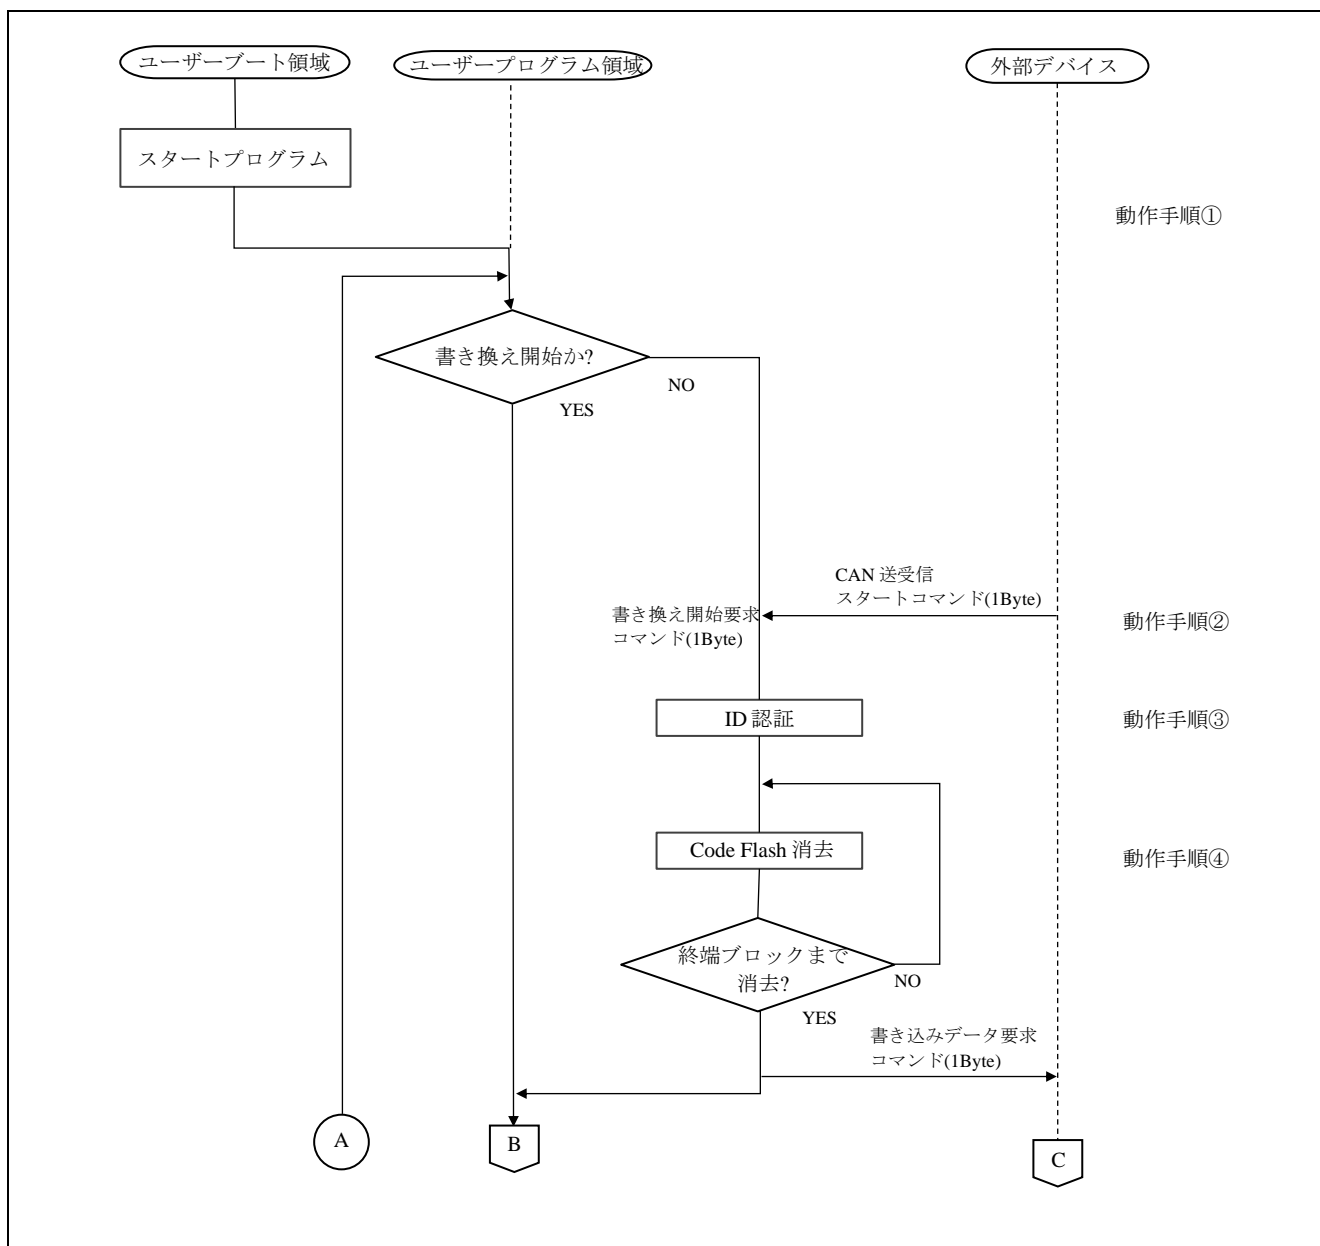 ユーザーブート領域
ユーザープログラム領域
外部デバイス
スタートプログラム
動作手順①
書き換え開始か?
NO
YES
CAN 送受信
スタートコマンド(1Byte)
書き換え開始要求
コマンド(1Byte)
動作手順②
ID 認証
動作手順③
Code Flash 消去
動作手順④
終端ブロックまで
消去?
NO
YES
書き込みデータ要求
コマンド(1Byte)
A
B
C